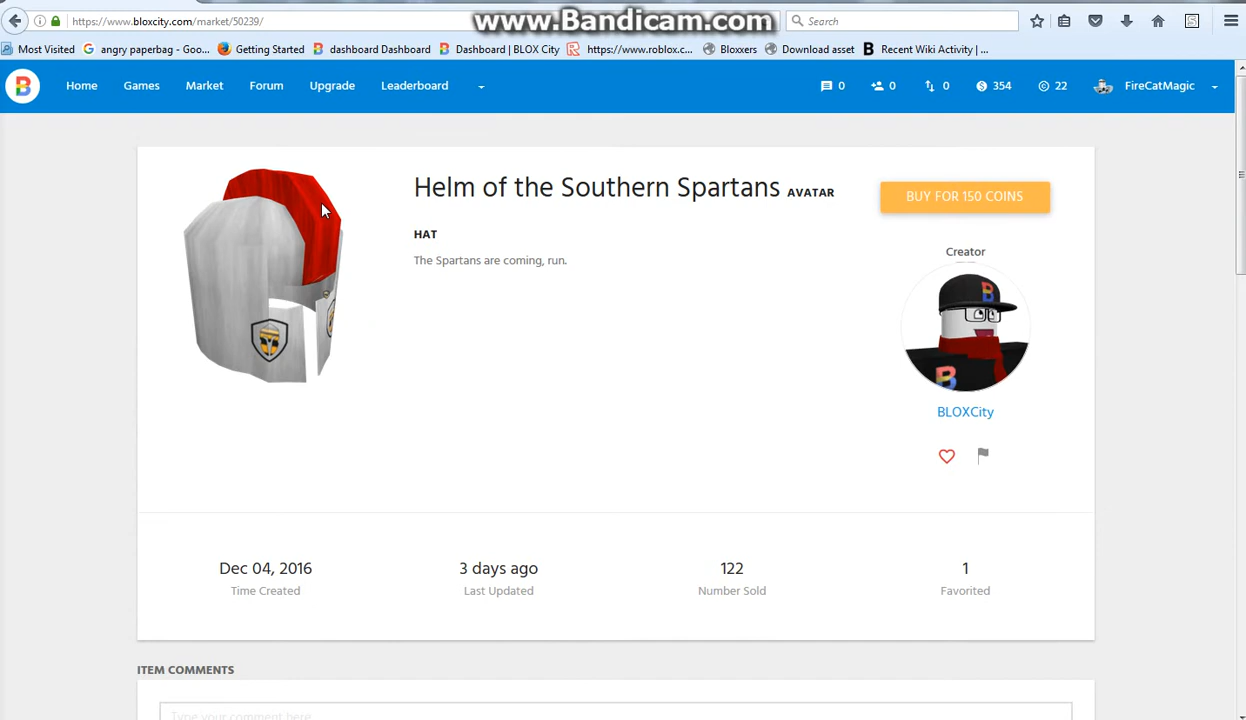 www.Bandicam.com
https://www.bloxcity.com/market/50239/
Search
Most Visited
angry paperbag - Goo...
Getting Started
dashboard Dashboard
Dashboard | BLOX City
https://www.roblox.c...
Bloxxers
Download asset
Recent Wiki Activity | ...
Home
Games
Market
Forum
Upgrade
Leaderboard
0
0
0
354
22
FireCatMagic
Helm of the Southern Spartans AVATAR
HAT
The Spartans are coming, run.
BUY FOR 150 COINS
Creator
BLOXCity
Dec 04, 2016
Time Created
3 days ago
Last Updated
122
Number Sold
1
Favorited
ITEM COMMENTS
Type your comment here